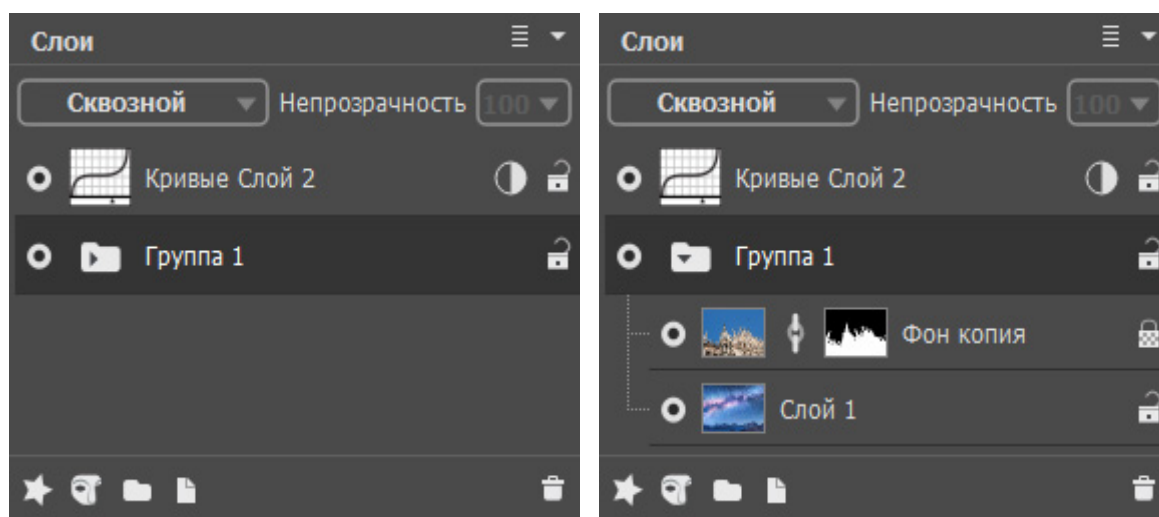 Слои
Сквозной Непрозрачность 100
Кривые Слой 2
Группа 1
Слои
Сквозной Непрозрачность 100
Кривые Слой 2
Группа 1
Фон копия
Слой 1